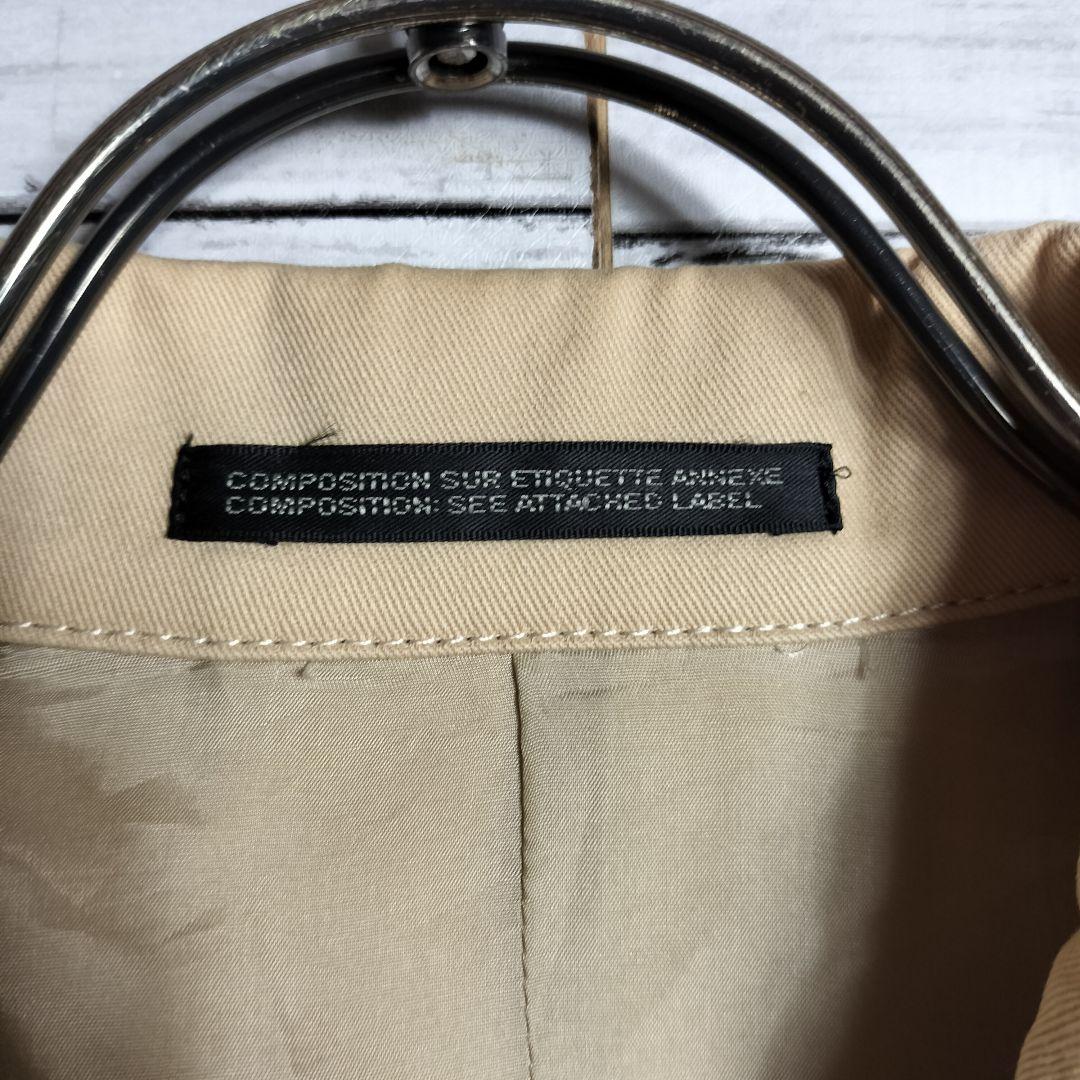 COMPOSITION SUR ETIQUETTE ANNEXE
COMPOSITION: SEE ATTACHED LABEL